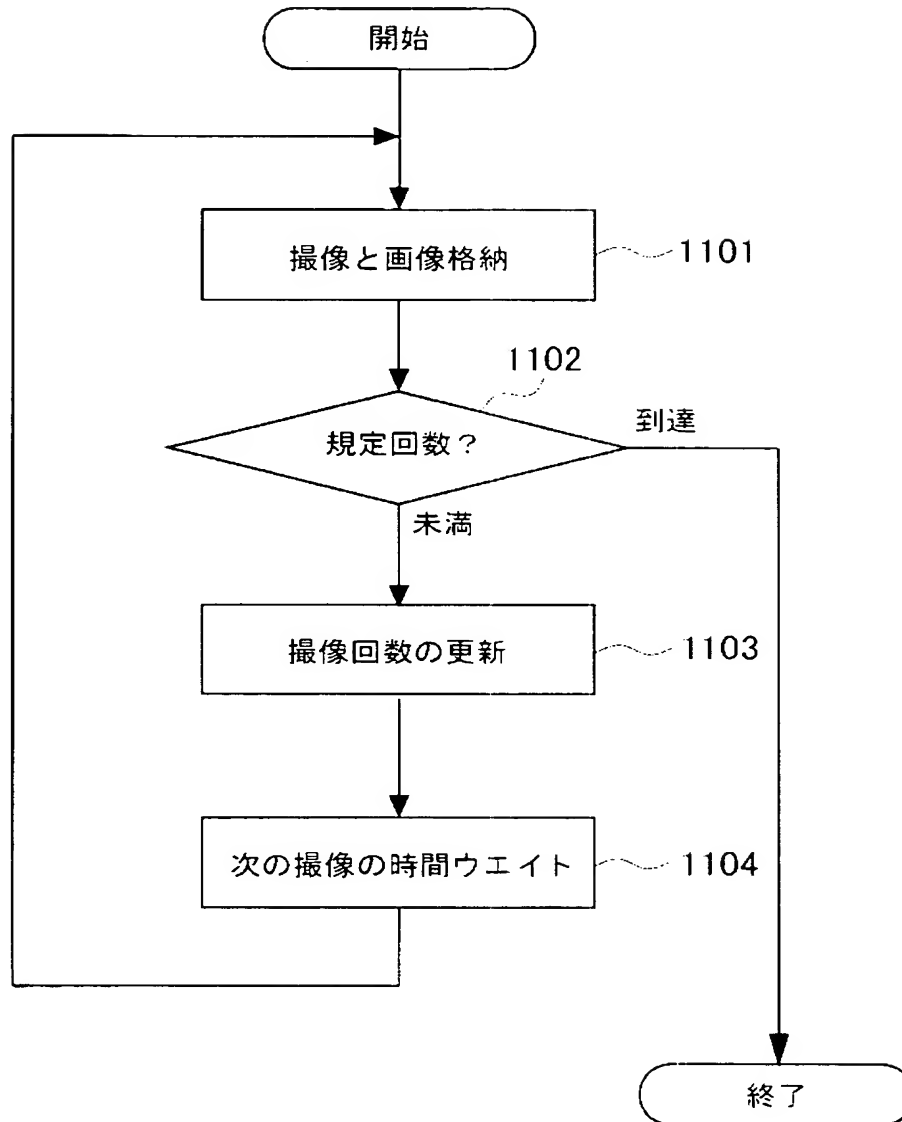 開始
撮像と画像格納
1101
1102
規定回数？
到達
未満
撮像回数の更新
1103
次の撮像の時間ウエイト
1104
終了